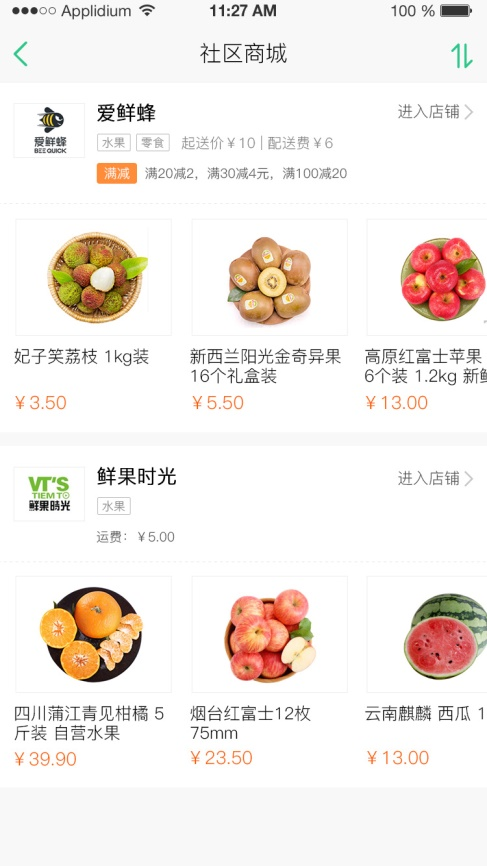 Applidium
11:27 AM
100 %
社区商城
爱鲜蜂
BEE QUICK
爱鲜蜂
进入店铺
水果 零食 起送价￥10 | 配送费￥6
满减 满20减2，满30减4元，满100减20
妃子笑荔枝 1kg装
￥3.50
新西兰阳光金奇异果
16个礼盒装
￥5.50
高原红富士苹果
6个装 1.2kg 新鲜
￥13.00
VT'S
TIEM TO
鲜果時光
鲜果时光
进入店铺
水果
运费：￥5.00
四川蒲江青见柑橘 5
斤装 自营水果
￥39.90
烟台红富士12枚
75mm
￥23.50
云南麒麟 西瓜 1
￥13.00